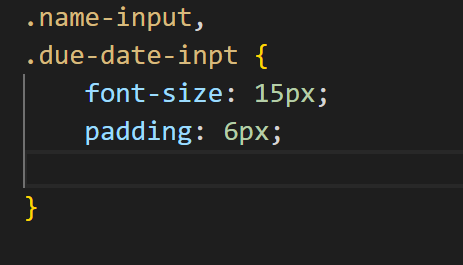 .name-input,
.due-date-inpt {
    font-size: 15px;
    padding: 6px;
}